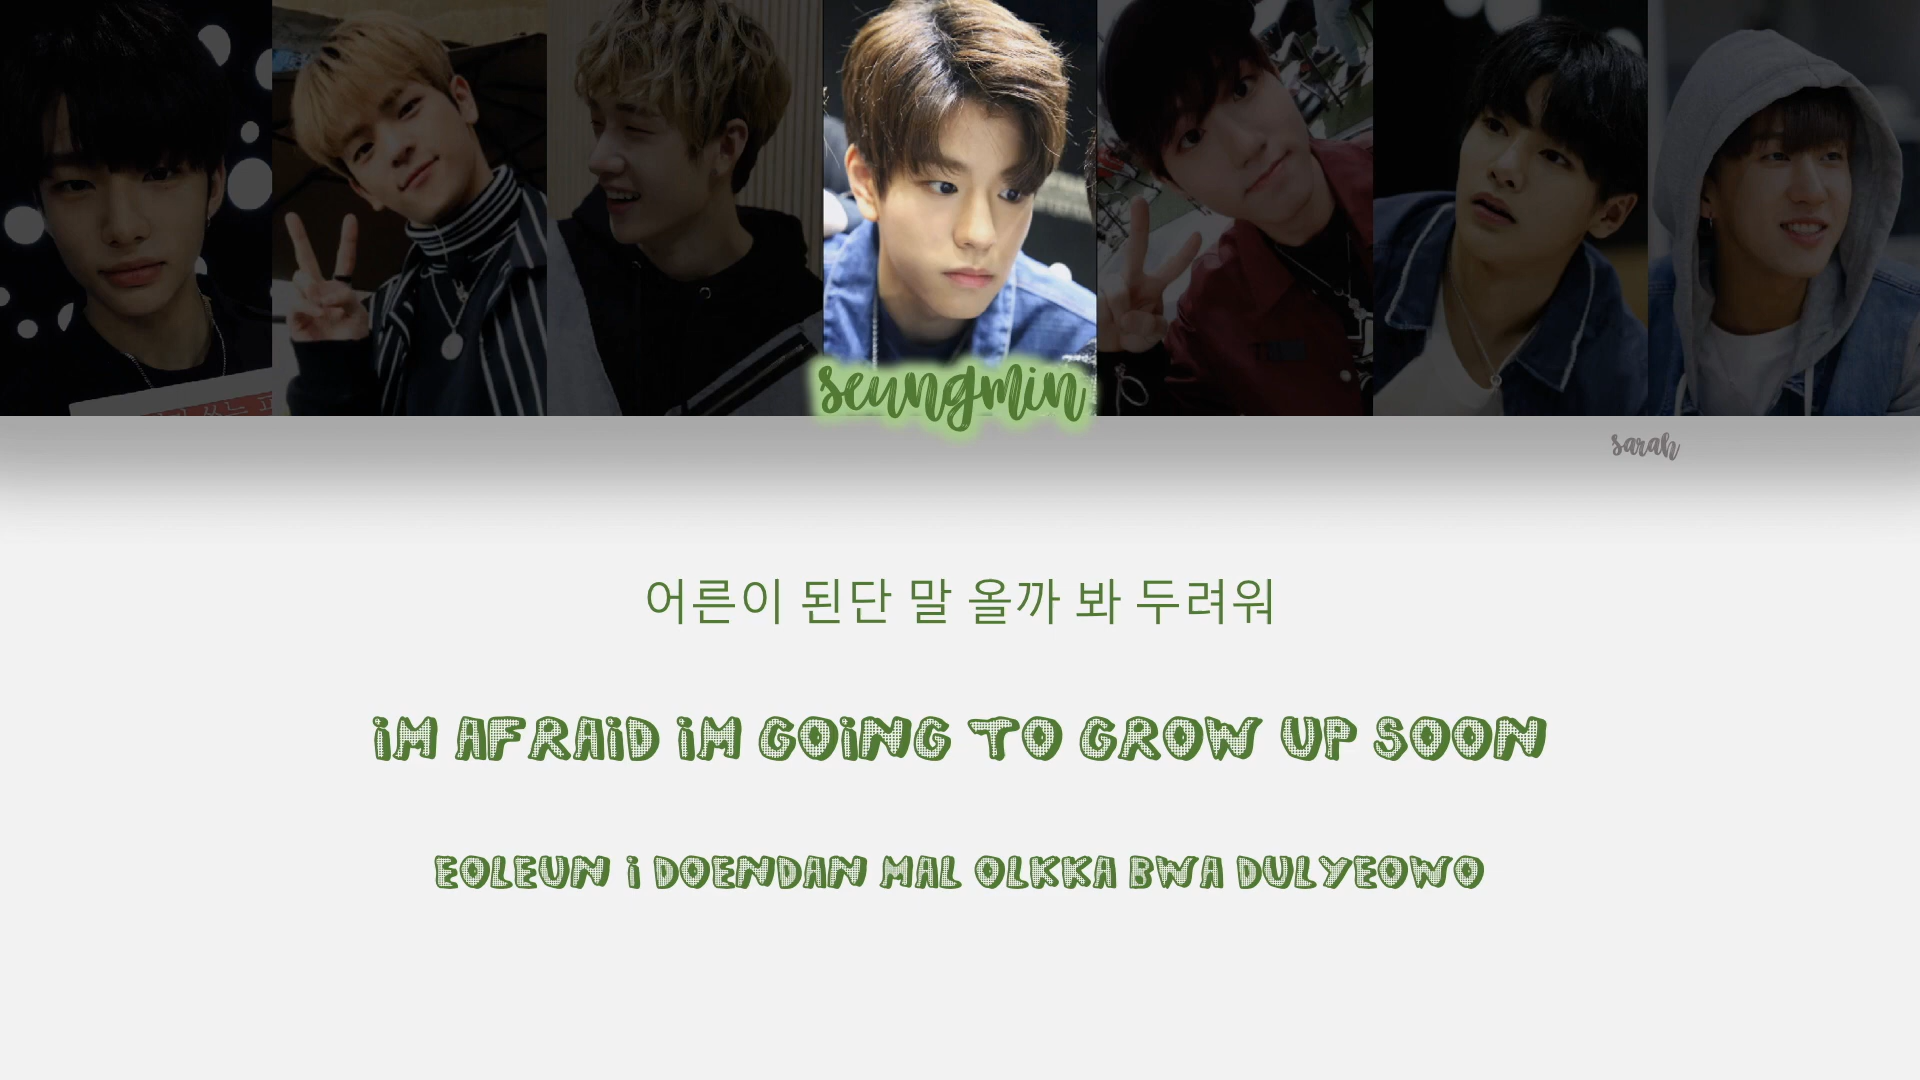 seungmin
sarah
어른이 된단 말 올까 봐 두려워
iM AFRAiD iM GOiNG TO GROW UP SOON
EOLEUN i DOENDAN MAL OLKKA BWA DULYEOWO